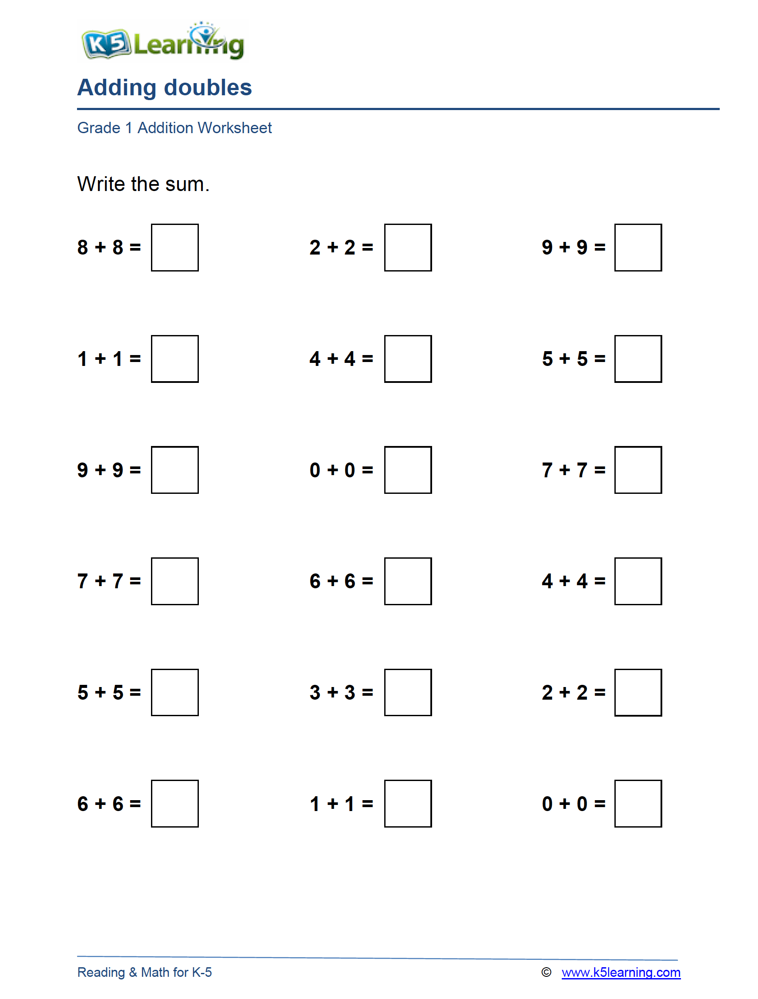 K5 Learning
Adding doubles
Grade 1 Addition Worksheet
Write the sum.
8 + 8 = 2 + 2 = 9 + 9 =
1 + 1 = 4 + 4 = 5 + 5 =
9 + 9 = 0 + 0 = 7 + 7 =
7 + 7 = 6 + 6 = 4 + 4 =
5 + 5 = 3 + 3 = 2 + 2 =
6 + 6 = 1 + 1 = 0 + 0 =
Reading & Math for K-5 © www.k5learning.com